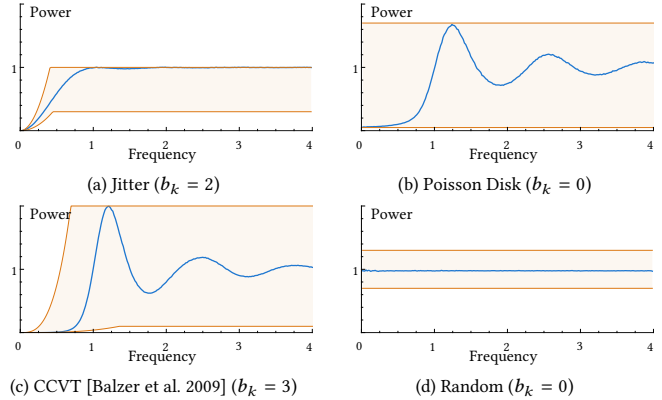 Power
1
0 1 2 3 4
Frequency
(a) Jitter (b_k = 2)
Power
1
0 1 2 3 4
Frequency
(b) Poisson Disk (b_k = 0)
Power
1
0 1 2 3 4
Frequency
(c) CCVT [Balzer et al. 2009] (b_k = 3)
Power
1
0 1 2 3 4
Frequency
(d) Random (b_k = 0)